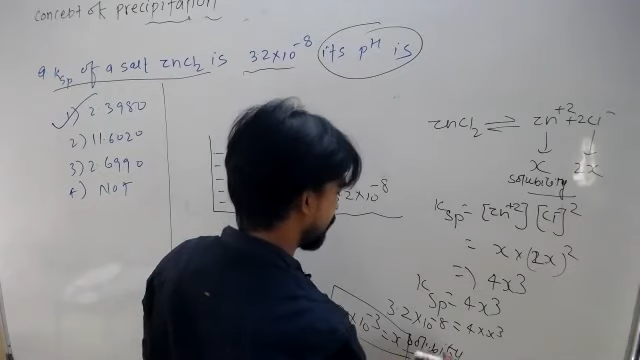 concept of precipitation
Q Ksp of a salt ZnCl2 is 32×10^-8 its pH is
1) 2.3980
2) 11.6020
3) 2.6990
4) NOT
32×10^-8
ZnCl2 ⇌ Zn+2 + 2Cl-
x 2x
solubility
Ksp = [Zn+2] [Cl]^2
= x × (2x)^2
=) 4x3
Ksp = 4x3
32×10^-8 = 4×x3
×10^-3 = x solubility